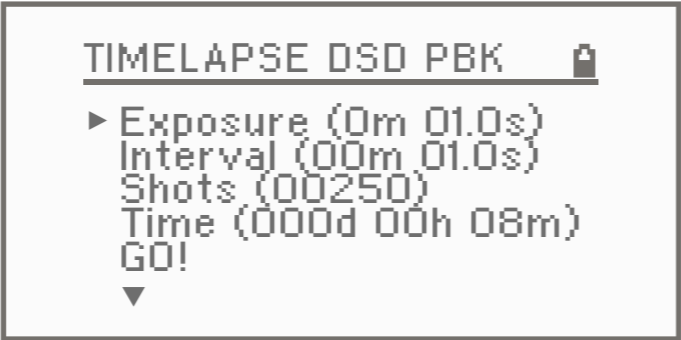 TIMELAPSE DSD PBK
Exposure (0m 01.0s)
Interval (00m 01.0s)
Shots (00250)
Time (000d 00h 08m)
GO!